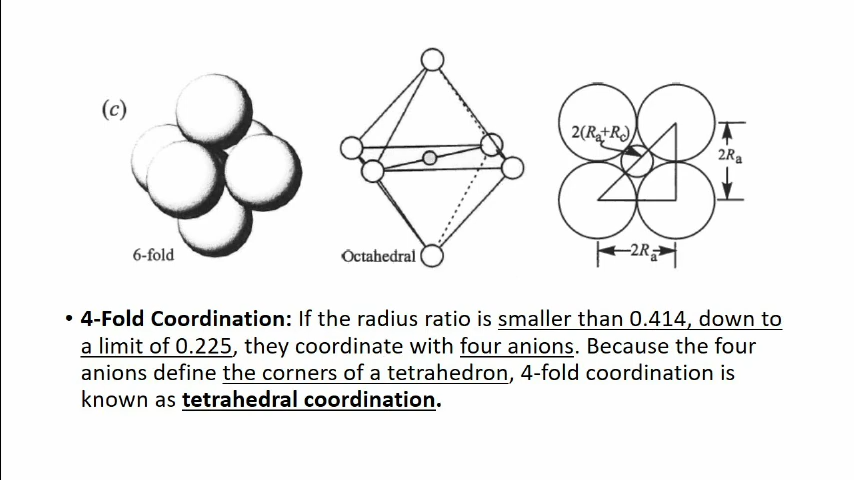 (c)
2(Ra+Rc)
2Ra
6-fold
Octahedral
2Ra
• 4-Fold Coordination: If the radius ratio is smaller than 0.414, down to
a limit of 0.225, they coordinate with four anions. Because the four
anions define the corners of a tetrahedron, 4-fold coordination is
known as tetrahedral coordination.